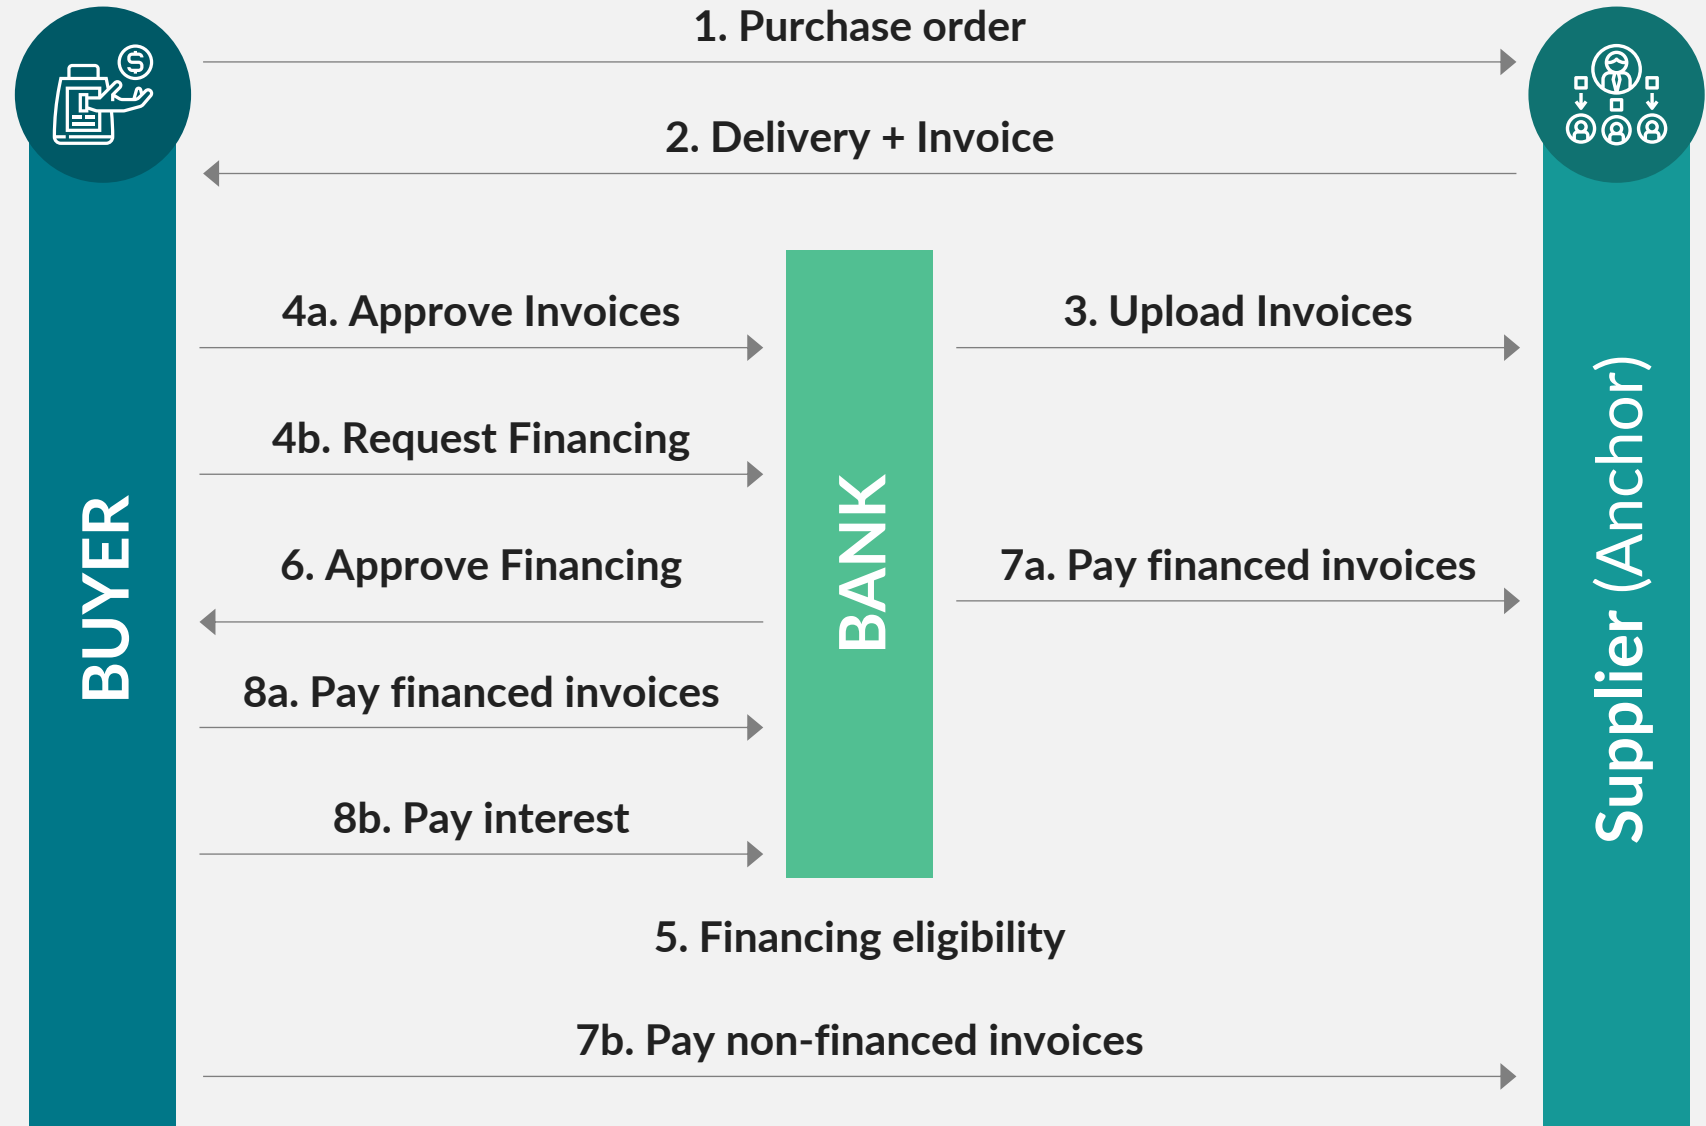 1. Purchase order
2. Delivery + Invoice
4a. Approve Invoices
3. Upload Invoices
4b. Request Financing
6. Approve Financing
7a. Pay financed invoices
8a. Pay financed invoices
8b. Pay interest
BUYER
BANK
Supplier (Anchor)
5. Financing eligibility
7b. Pay non-financed invoices